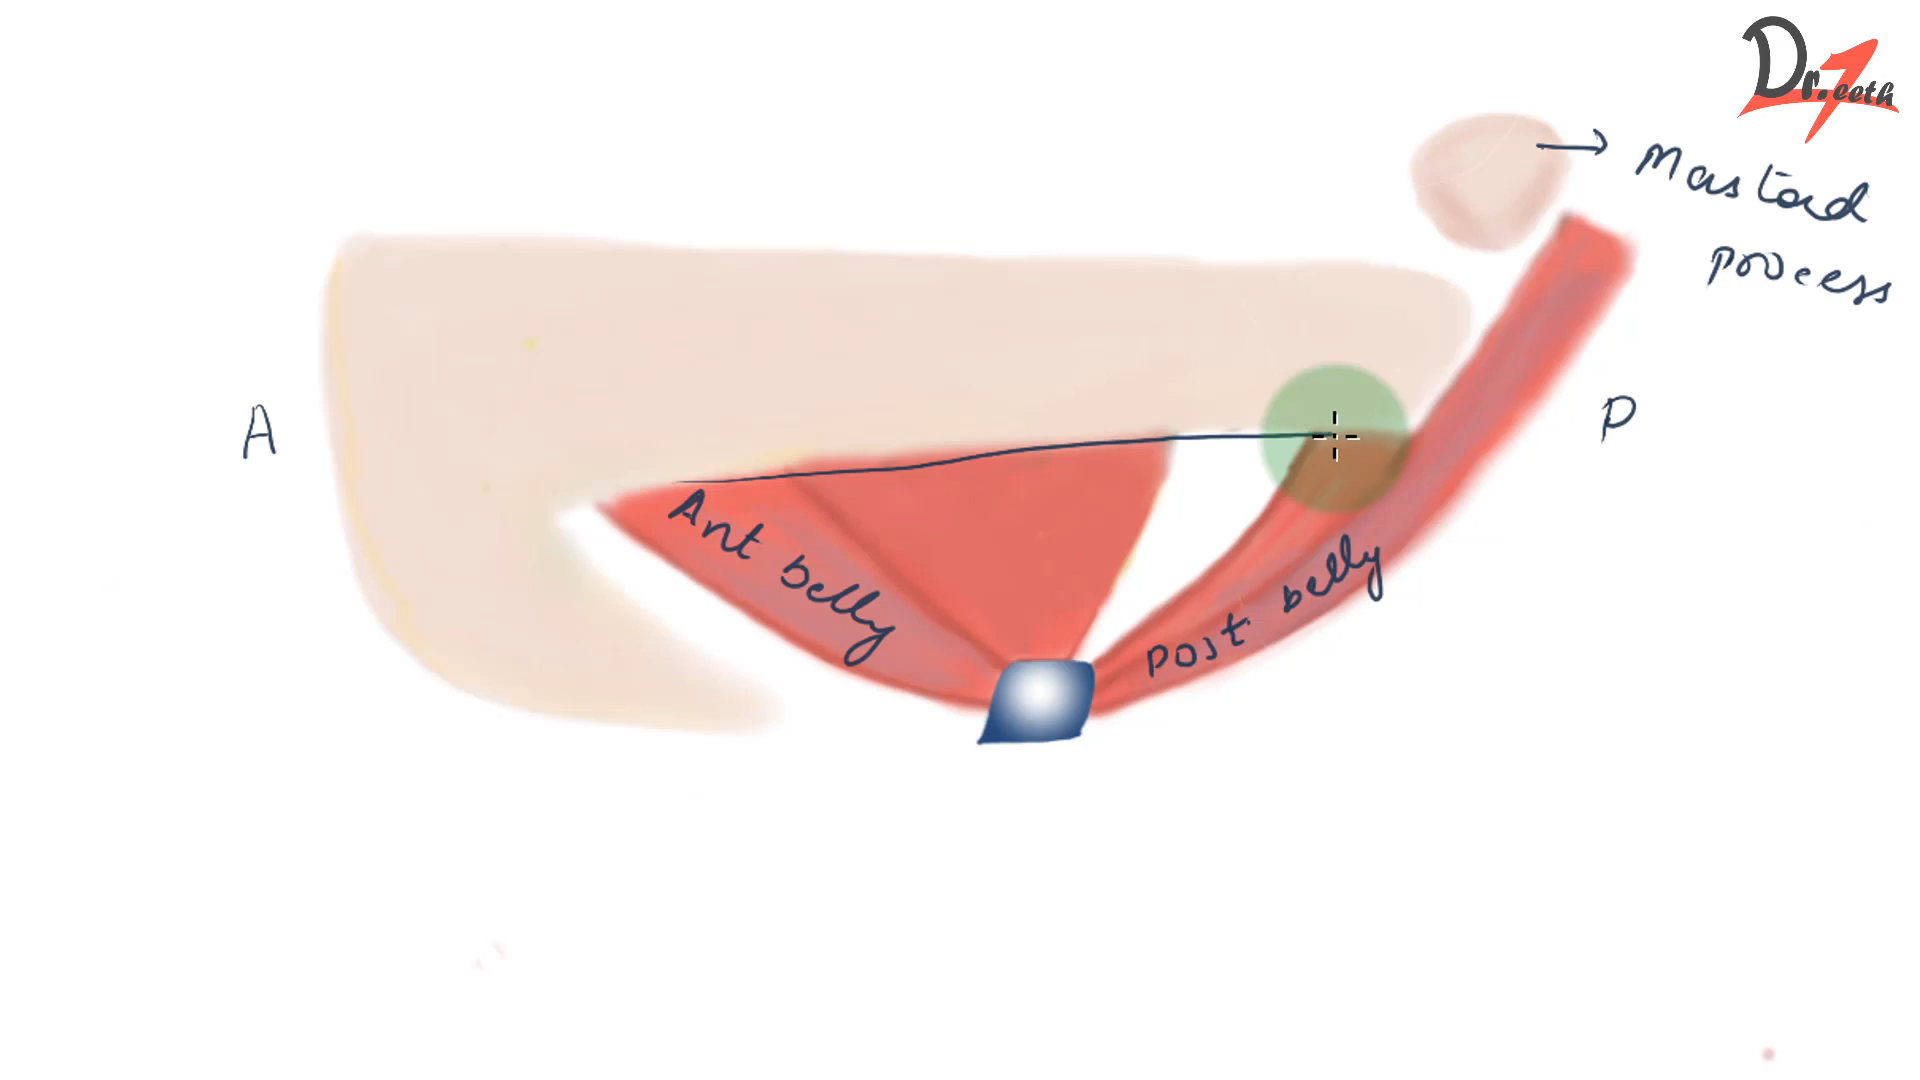 Dr.Teeth
Mastoid
process
A
P
Ant belly
Post belly